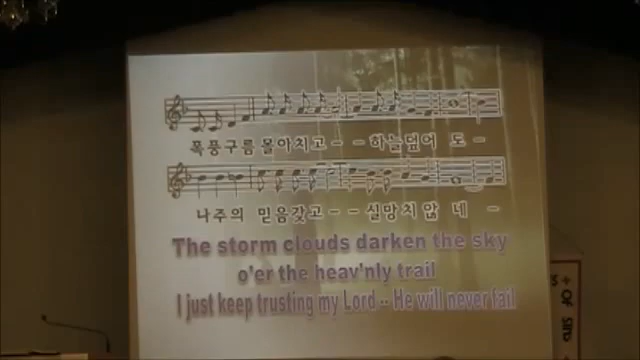 폭풍구름몰아치고 - - 하늘덮어 도 -
나주의 믿음갖고 - - 실망치않 네 -
The storm clouds darken the sky
o'er the heav'nly trail
I just keep trusting my Lord -- He will never fail
+ OF SIND